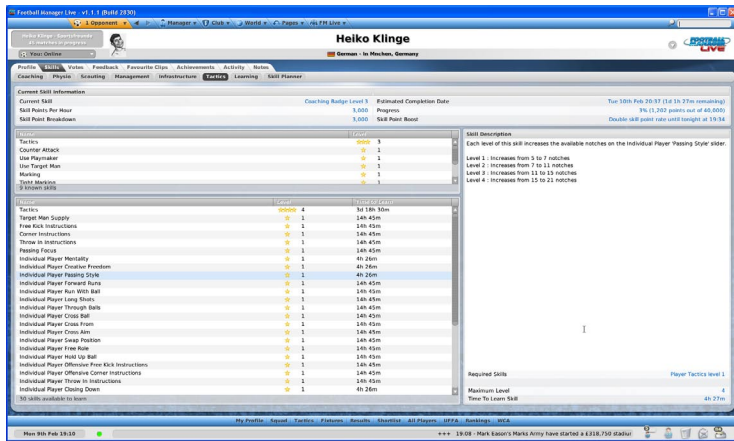 Football Manager Live - v1.1.1 (Build 2830)
1 Opponent Manager Club World Pages FM Live
Heiko Klinge
You: Online
German - In Mnchen, Germany
FOOTBALL MANAGER LIVE
Profile Skills Votes Feedback Favourite Clips Achievements Activity Notes
Coaching Physio Scouting Management Infrastructure Tactics Learning Skill Planner
Current Skill Information
Current Skill Coaching Badge Level 3 Estimated Completion Date Tue 10th Feb 20:37 (1d 1h 27m remaining)
Skill Points Per Hour 3,000 Progress 3% (1,202 points out of 40,000)
Skill Point Breakdown 3,000 Skill Point Boost Double skill point rate until tonight at 19:34
Name Level
Tactics 3
Counter Attack 1
Use Playmaker 1
Use Target Man 1
Marking 1
Tight Marking 1
9 known skills
Name Level Time to Learn
Tactics 4 3d 18h 30m
Target Man Supply 1 14h 45m
Free Kick Instructions 1 14h 45m
Corner Instructions 1 14h 45m
Throw In Instructions 1 14h 45m
Passing Focus 1 14h 45m
Individual Player Mentality 1 4h 26m
Individual Player Creative Freedom 1 4h 26m
Individual Player Passing Style 1 4h 26m
Individual Player Forward Runs 1 14h 45m
Individual Player Run With Ball 1 14h 45m
Individual Player Long Shots 1 14h 45m
Individual Player Through Balls 1 14h 45m
Individual Player Cross Ball 1 14h 45m
Individual Player Cross From 1 14h 45m
Individual Player Cross Aim 1 14h 45m
Individual Player Swap Position 1 14h 45m
Individual Player Free Role 1 14h 45m
Individual Player Hold Up Ball 1 14h 45m
Individual Player Offensive Free Kick Instructions 1 14h 45m
Individual Player Offensive Corner Instructions 1 14h 45m
Individual Player Throw In Instructions 1 14h 45m
Individual Player Closing Down 1 4h 26m
30 skills available to learn
Skill Description
Each level of this skill increases the available notches on the Individual Player 'Passing Style' slider.
Level 1 : Increases from 5 to 7 notches
Level 2 : Increases from 7 to 11 notches
Level 3 : Increases from 11 to 15 notches
Level 4 : Increases from 15 to 21 notches
Required Skills Player Tactics level 1
Maximum Level 4
Time To Learn Skill 4h 27m
My Profile Squad Tactics Fixtures Results Shortlist All Players UFFA Rankings WCA
Mon 9th Feb 19:10 +++ 19:08 - Mark Eason's Marks Army have started a £318,750 stadiu